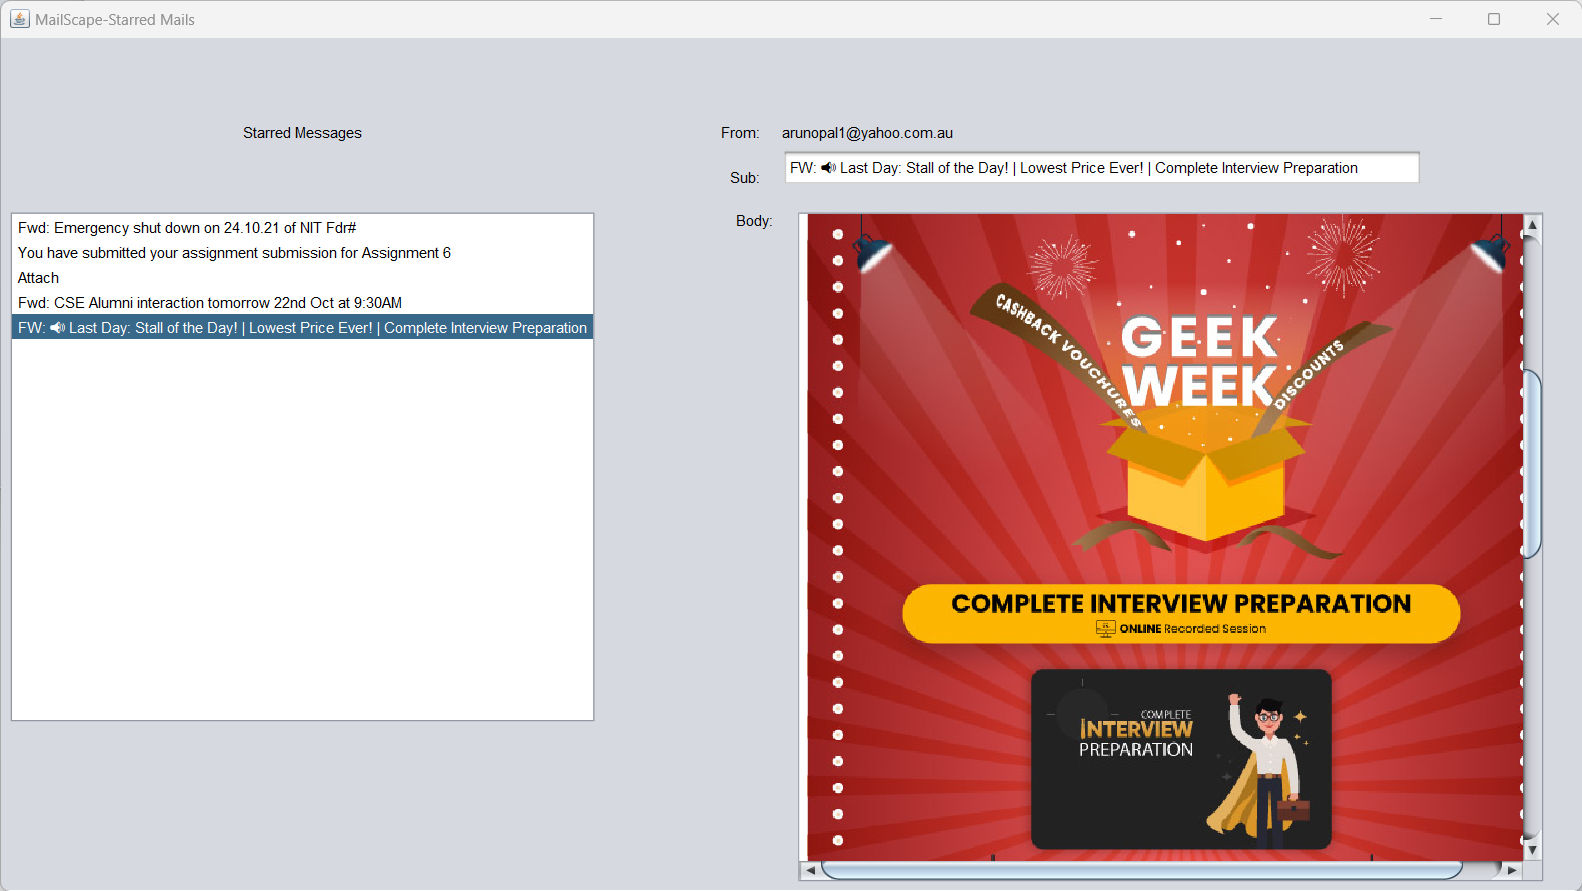 MailScape-Starred Mails
Starred Messages
Fwd: Emergency shut down on 24.10.21 of NIT Fdr#
You have submitted your assignment submission for Assignment 6
Attach
Fwd: CSE Alumni interaction tomorrow 22nd Oct at 9:30AM
FW: 🔊 Last Day: Stall of the Day! | Lowest Price Ever! | Complete Interview Preparation
From: arunopal1@yahoo.com.au
Sub: FW: 🔊 Last Day: Stall of the Day! | Lowest Price Ever! | Complete Interview Preparation
Body:
CASHBACK VOUCHURES
GEEK
WEEK
DISCOUNTS
COMPLETE INTERVIEW PREPARATION
ONLINE Recorded Session
COMPLETE
INTERVIEW
PREPARATION